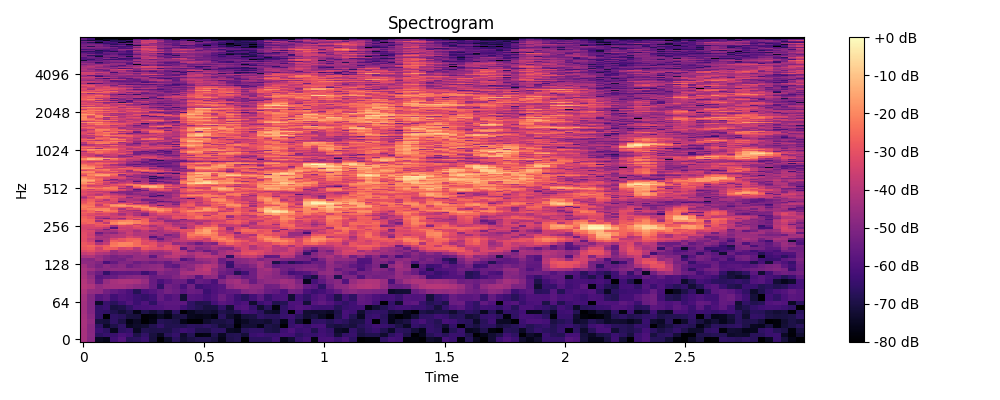 Spectrogram
+0 dB
4096
-10 dB
2048
-20 dB
1024
-30 dB
Hz
512
-40 dB
256
-50 dB
128
-60 dB
64
-70 dB
0
-80 dB
0 0.5 1 1.5 2 2.5
Time